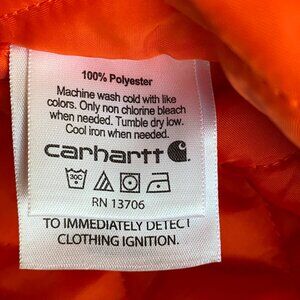 100% Polyester
Machine wash cold with like
colors. Only non chlorine bleach
when needed. Tumble dry low.
Cool iron when needed.
carhartt
30C
RN 13706
TO IMMEDIATELY DETECT
CLOTHING IGNITION.